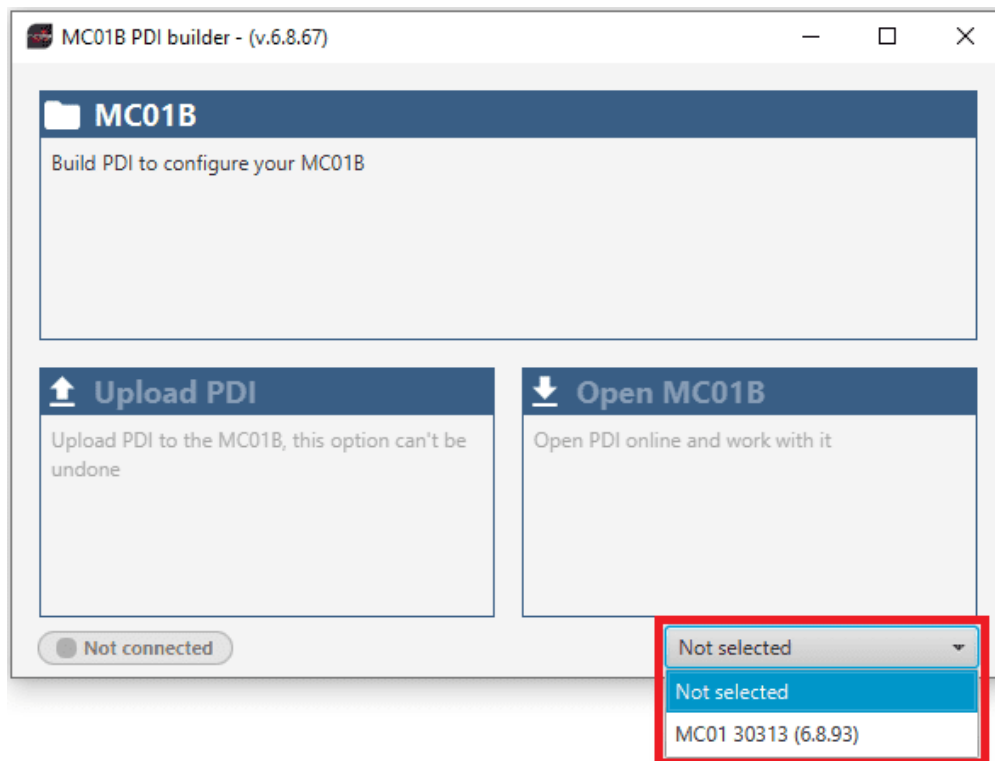 MC01B PDI builder - (v.6.8.67)
MC01B
Build PDI to configure your MC01B
Upload PDI
Upload PDI to the MC01B, this option can't be
undone
Open MC01B
Open PDI online and work with it
Not connected
Not selected
Not selected
MC01 30313 (6.8.93)